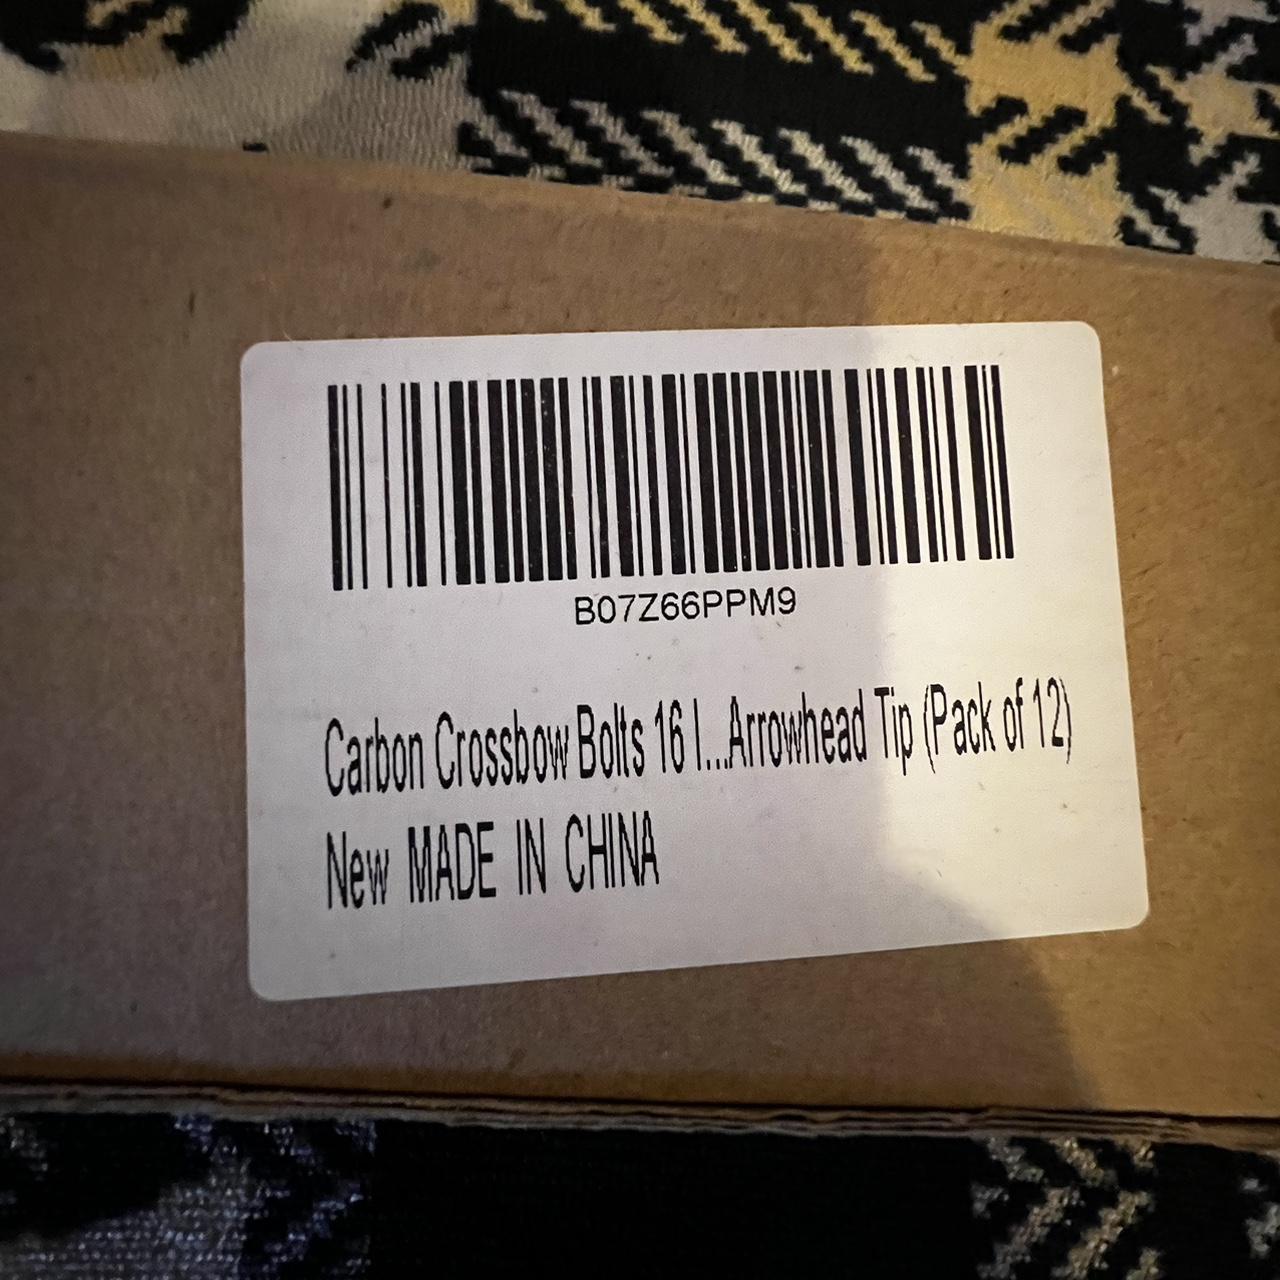 B07Z66PPM9
Carbon Crossbow Bolts 16 I...Arrowhead Tip (Pack of 12)
New MADE IN CHINA